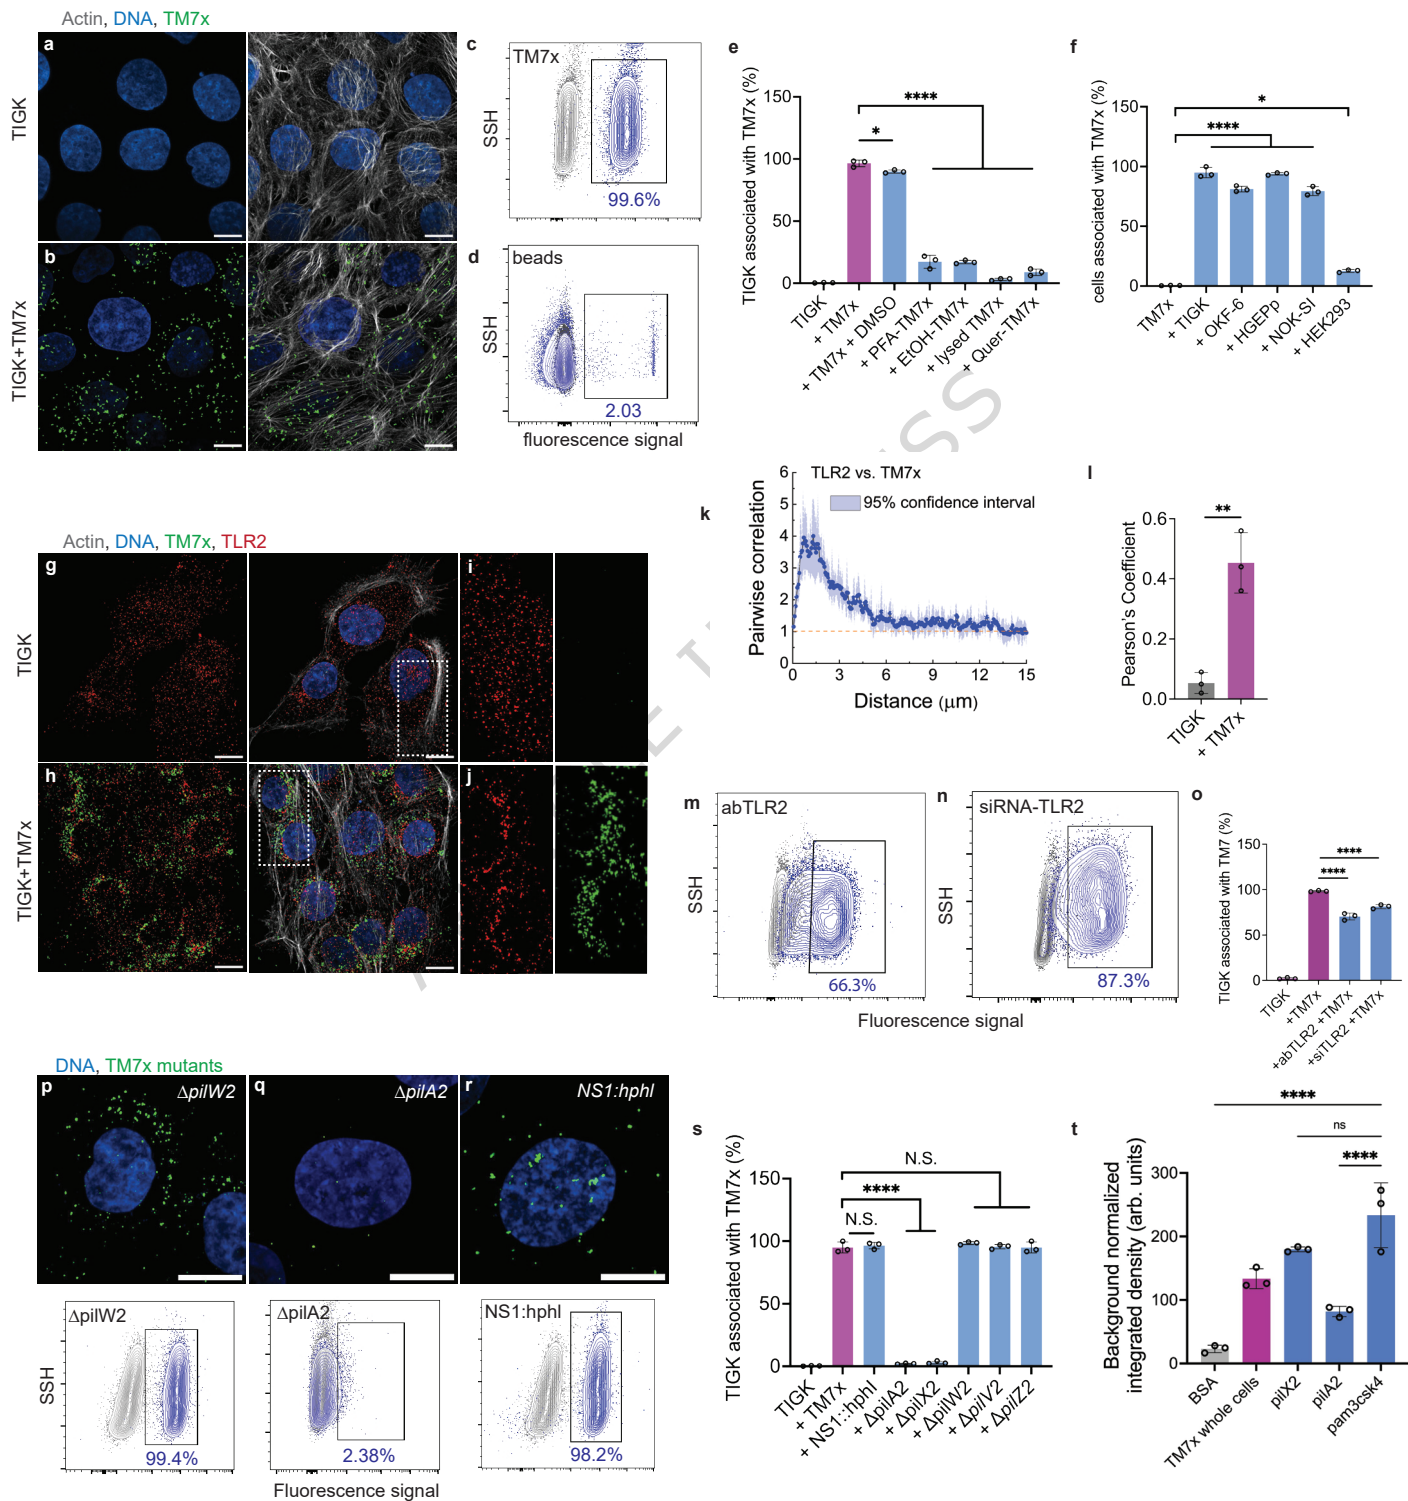 Actin, DNA, TM7x
TIGK
a
b
TIGK+TM7x
c
TM7x
SSH
99.6%
d
beads
SSH
2.03
fluorescence signal
e
TIGK associated with TM7x (%)
150
100
50
0
****
*
TIGK
+ TM7x
+ TM7x + DMSO
+ PFA-TM7x
+ EtOH-TM7x
+ lysed TM7x
+ Quer-TM7x
f
cells associated with TM7x (%)
150
100
50
0
*
****
TM7x
+ TIGK
+ OKF-6
+ HGEPp
+ NOK-SI
+ HEK293
Actin, DNA, TM7x, TLR2
TIGK
g
i
TIGK+TM7x
h
j
k
TLR2 vs. TM7x
95% confidence interval
Pairwise correlation
6
5
4
3
2
1
0
0 3 6 9 12 15
Distance (μm)
l
Pearson's Coefficient
0.6
0.4
0.2
0.0
**
TIGK
+ TM7x
m
abTLR2
SSH
66.3%
n
siRNA-TLR2
SSH
87.3%
Fluorescence signal
o
TIGK associated with TM7 (%)
150
100
50
0
****
****
TIGK
+TM7x
+abTLR2 +TM7x
+siTLR2 +TM7x
DNA, TM7x mutants
p
ΔpilW2
q
ΔpilA2
r
NS1:hphI
SSH
ΔpilW2
99.4%
ΔpilA2
2.38%
NS1:hphI
98.2%
Fluorescence signal
s
TIGK associated with TM7x (%)
150
100
50
0
N.S.
****
N.S.
TIGK
+ TM7x
+ NS1::hphI
+ ΔpilA2
+ ΔpilX2
+ ΔpilW2
+ ΔpilV2
+ ΔpilZ2
t
Background normalized
integrated density (arb. units)
300
200
100
0
****
ns
****
BSA
TM7x whole cells
pilX2
pilA2
pam3csk4